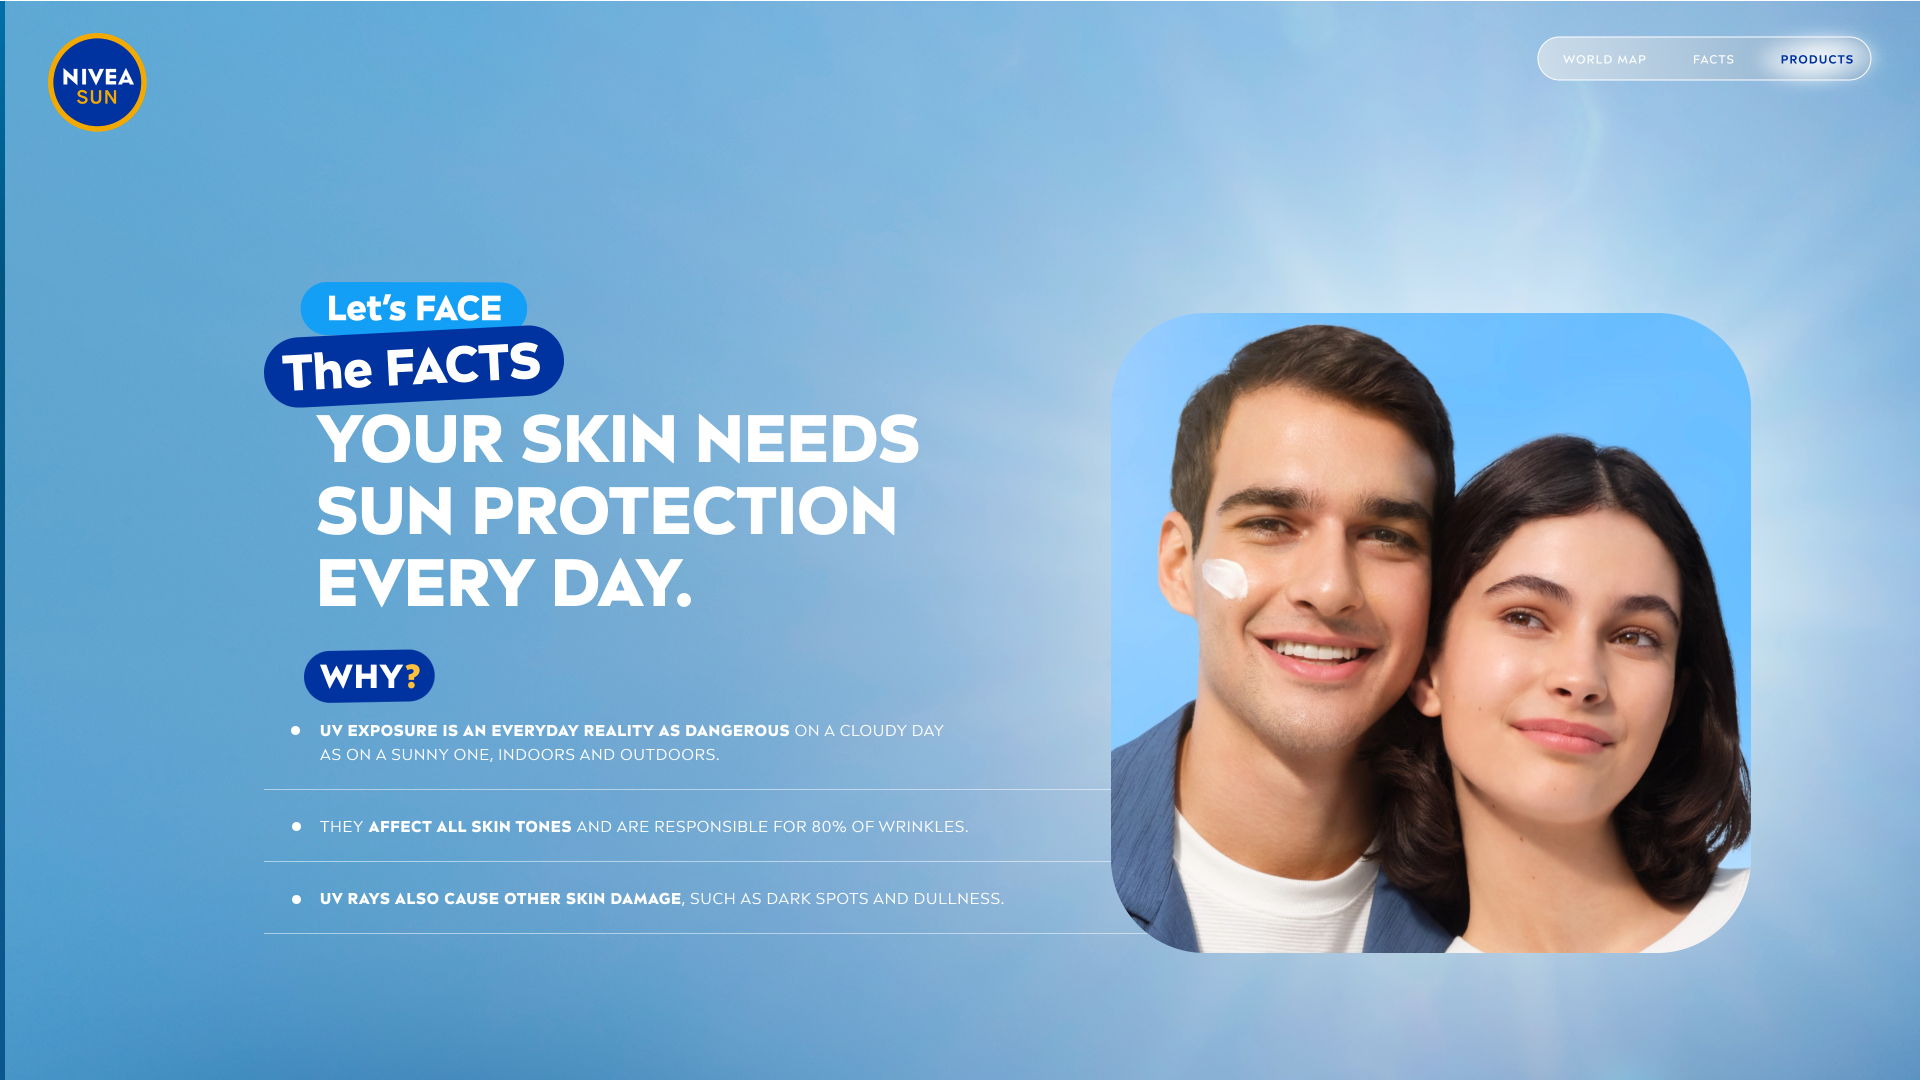 NIVEA
SUN
WORLD MAP
FACTS
PRODUCTS
Let's FACE
The FACTS
YOUR SKIN NEEDS
SUN PROTECTION
EVERY DAY.
WHY?
UV EXPOSURE IS AN EVERYDAY REALITY AS DANGEROUS ON A CLOUDY DAY
AS ON A SUNNY ONE, INDOORS AND OUTDOORS.
THEY AFFECT ALL SKIN TONES AND ARE RESPONSIBLE FOR 80% OF WRINKLES.
UV RAYS ALSO CAUSE OTHER SKIN DAMAGE, SUCH AS DARK SPOTS AND DULLNESS.